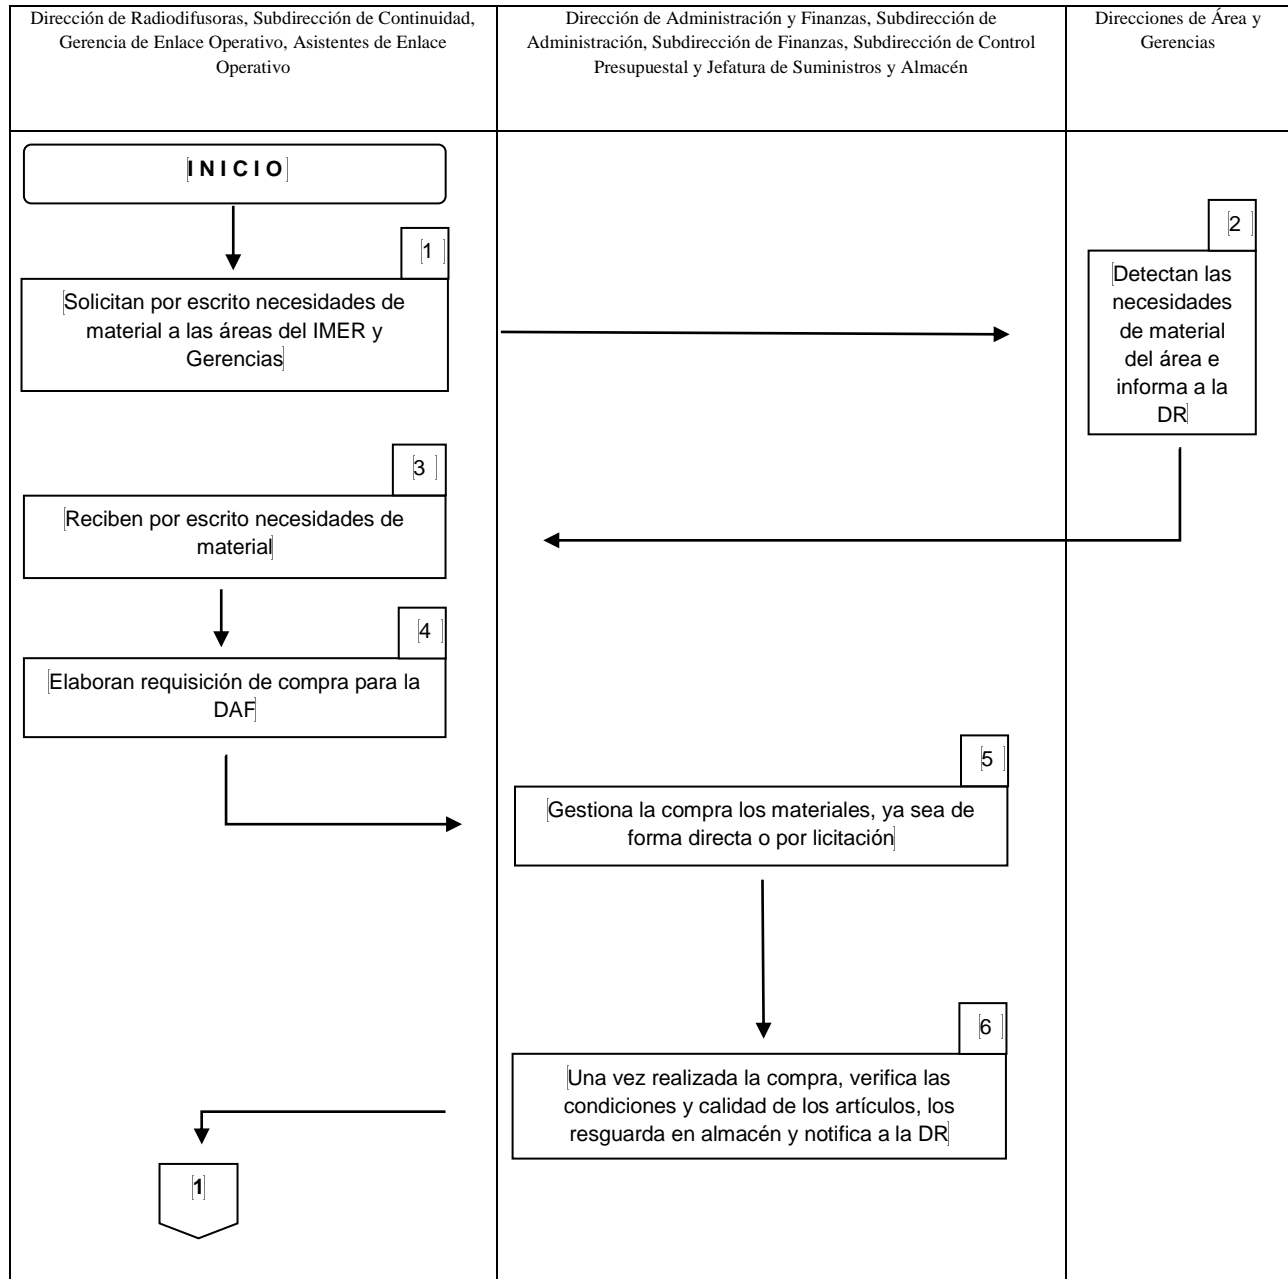 Dirección de Radiodifusoras, Subdirección de Continuidad,
Gerencia de Enlace Operativo, Asistentes de Enlace
Operativo
Dirección de Administración y Finanzas, Subdirección de
Administración, Subdirección de Finanzas, Subdirección de Control
Presupuestal y Jefatura de Suministros y Almacén
Direcciones de Área y
Gerencias
INICIO
1
Solicitan por escrito necesidades de
material a las áreas del IMER y
Gerencias
2
Detectan las
necesidades
de material
del área e
informa a la
DR
3
Reciben por escrito necesidades de
material
4
Elaboran requisición de compra para la
DAF
5
Gestiona la compra los materiales, ya sea de
forma directa o por licitación
6
Una vez realizada la compra, verifica las
condiciones y calidad de los artículos, los
resguarda en almacén y notifica a la DR
1